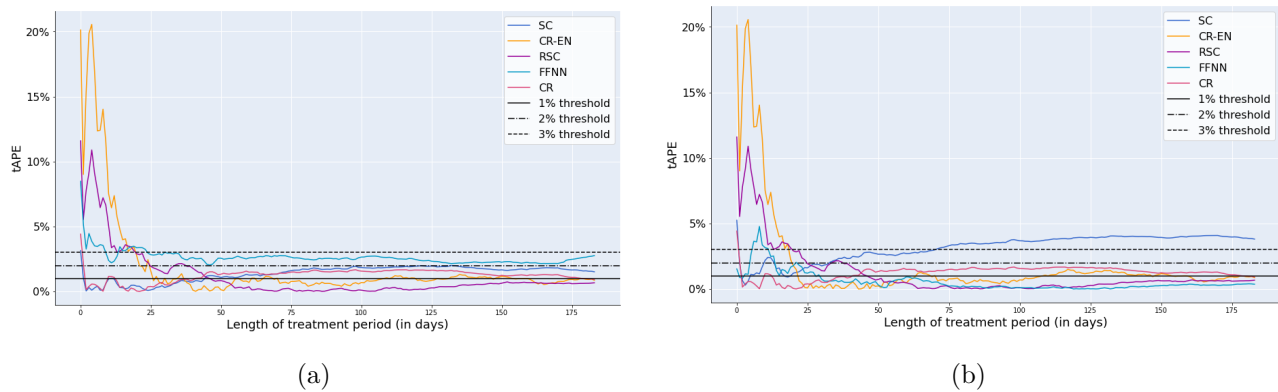 20%
15%
10%
5%
0%
tAPE
0 25 50 75 100 125 150 175
Length of treatment period (in days)
SC
CR-EN
RSC
FFNN
CR
1% threshold
2% threshold
3% threshold
(a)
20%
15%
10%
5%
0%
tAPE
0 25 50 75 100 125 150 175
Length of treatment period (in days)
SC
CR-EN
RSC
FFNN
CR
1% threshold
2% threshold
3% threshold
(b)